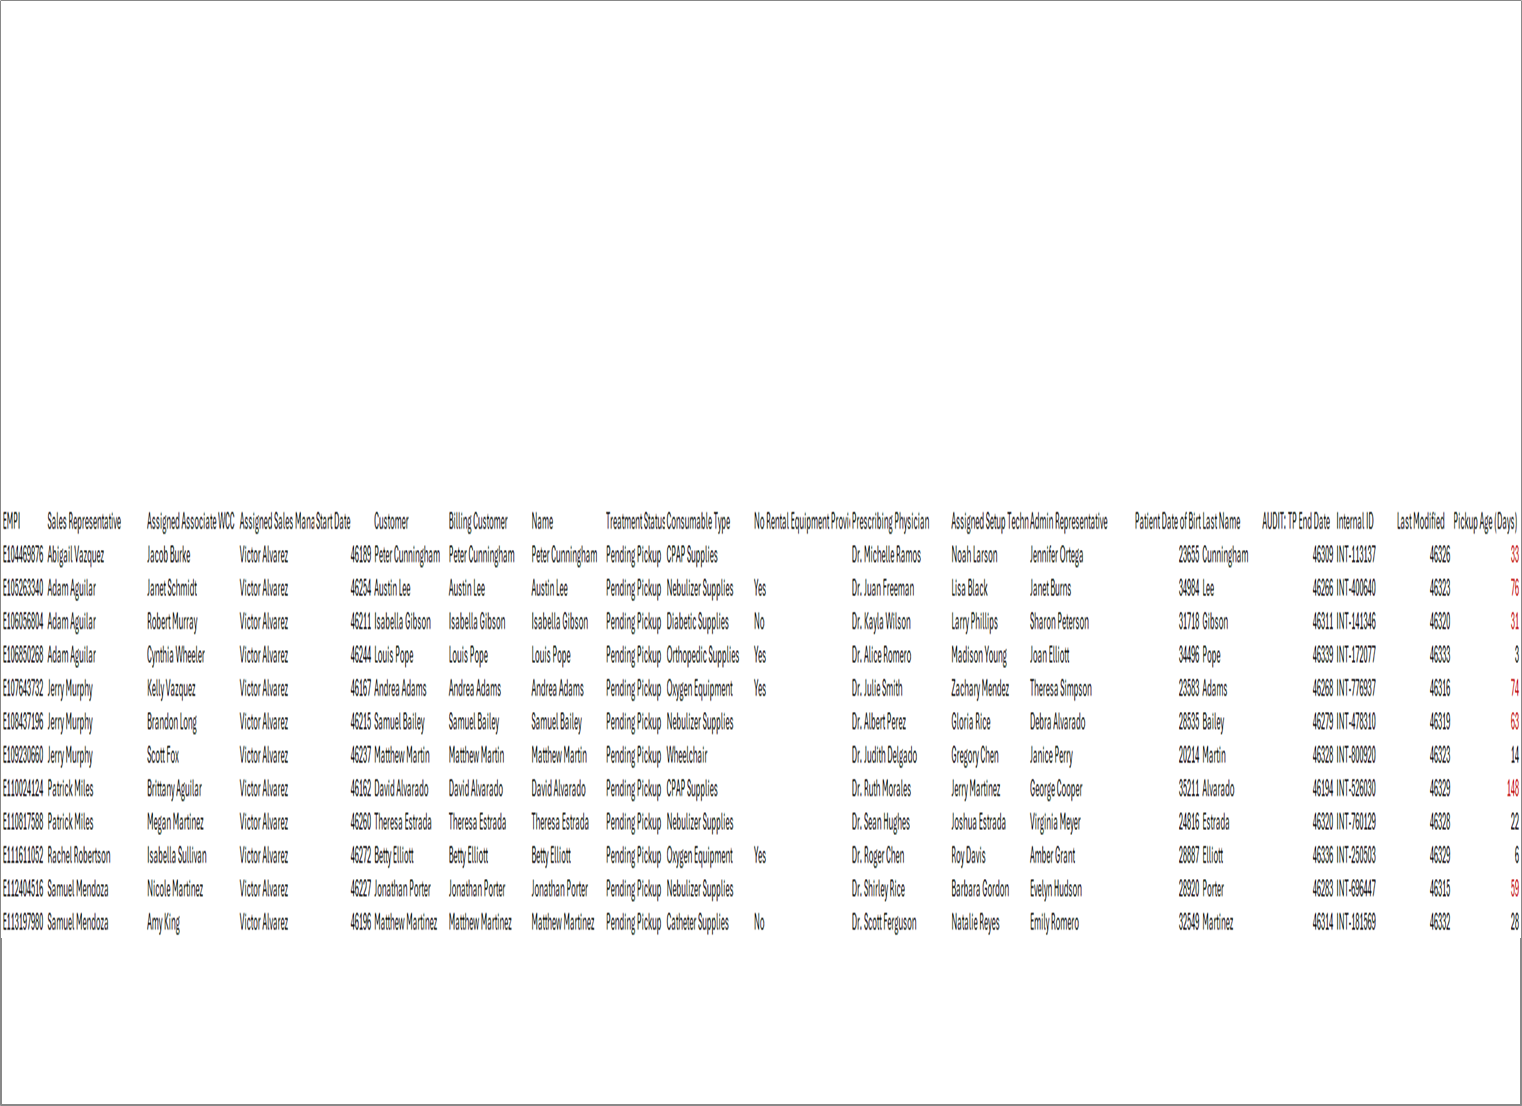 EMPI Sales Representative Assigned Associate WCC Assigned Sales Mana Start Date Customer Billing Customer Name Treatment Status Consumable Type No Rental Equipment Provi Prescribing Physician Assigned Setup Techn Admin Representative Patient Date of Birt Last Name AUDIT: TP End Date Internal ID Last Modified Pickup Age (Days)
E104469876 Abigail Vazquez Jacob Burke Victor Alvarez 46189 Peter Cunningham Peter Cunningham Peter Cunningham Pending Pickup CPAP Supplies Dr. Michelle Ramos Noah Larson Jennifer Ortega 23655 Cunningham 46309 INT-113137 46326 33
E105263340 Adam Aguilar Janet Schmidt Victor Alvarez 46254 Austin Lee Austin Lee Austin Lee Pending Pickup Nebulizer Supplies Yes Dr. Juan Freeman Lisa Black Janet Burns 34984 Lee 46266 INT-400640 46323 76
E106056804 Adam Aguilar Robert Murray Victor Alvarez 46211 Isabella Gibson Isabella Gibson Isabella Gibson Pending Pickup Diabetic Supplies No Dr. Kayla Wilson Larry Phillips Sharon Peterson 31718 Gibson 46311 INT-141346 46320 31
E106850268 Adam Aguilar Cynthia Wheeler Victor Alvarez 46244 Louis Pope Louis Pope Louis Pope Pending Pickup Orthopedic Supplies Yes Dr. Alice Romero Madison Young Joan Elliott 34496 Pope 46339 INT-172077 46333 3
E107643732 Jerry Murphy Kelly Vazquez Victor Alvarez 46167 Andrea Adams Andrea Adams Andrea Adams Pending Pickup Oxygen Equipment Yes Dr. Julie Smith Zachary Mendez Theresa Simpson 23583 Adams 46268 INT-776937 46316 74
E108437196 Jerry Murphy Brandon Long Victor Alvarez 46215 Samuel Bailey Samuel Bailey Samuel Bailey Pending Pickup Nebulizer Supplies Dr. Albert Perez Gloria Rice Debra Alvarado 28535 Bailey 46279 INT-478310 46319 63
E109230660 Jerry Murphy Scott Fox Victor Alvarez 46237 Matthew Martin Matthew Martin Matthew Martin Pending Pickup Wheelchair Dr. Judith Delgado Gregory Chen Janice Perry 20214 Martin 46328 INT-800920 46323 14
E110024124 Patrick Miles Brittany Aguilar Victor Alvarez 46162 David Alvarado David Alvarado David Alvarado Pending Pickup CPAP Supplies Dr. Ruth Morales Jerry Martinez George Cooper 35211 Alvarado 46194 INT-526030 46329 148
E110817588 Patrick Miles Megan Martinez Victor Alvarez 46260 Theresa Estrada Theresa Estrada Theresa Estrada Pending Pickup Nebulizer Supplies Dr. Sean Hughes Joshua Estrada Virginia Meyer 24816 Estrada 46320 INT-760129 46328 22
E111611052 Rachel Robertson Isabella Sullivan Victor Alvarez 46272 Betty Elliott Betty Elliott Betty Elliott Pending Pickup Oxygen Equipment Yes Dr. Roger Chen Roy Davis Amber Grant 28887 Elliott 46336 INT-250503 46329 6
E112404516 Samuel Mendoza Nicole Martinez Victor Alvarez 46227 Jonathan Porter Jonathan Porter Jonathan Porter Pending Pickup Nebulizer Supplies Dr. Shirley Rice Barbara Gordon Evelyn Hudson 28920 Porter 46283 INT-696447 46315 59
E113197980 Samuel Mendoza Amy King Victor Alvarez 46196 Matthew Martinez Matthew Martinez Matthew Martinez Pending Pickup Catheter Supplies No Dr. Scott Ferguson Natalie Reyes Emily Romero 32549 Martinez 46314 INT-181569 46332 28